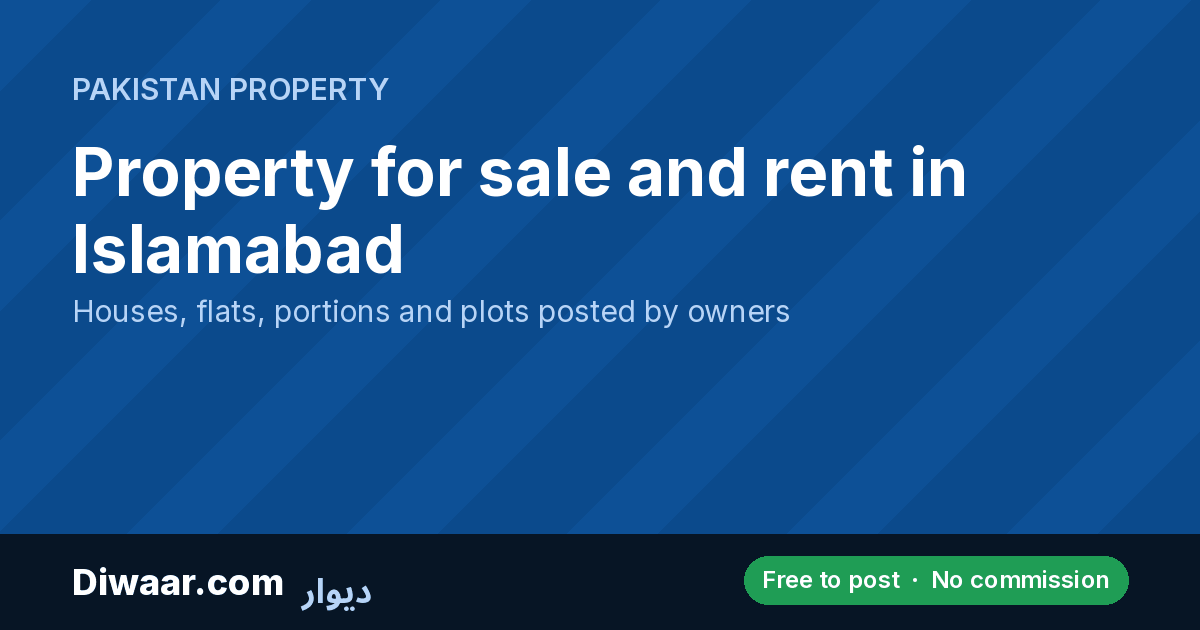 PAKISTAN PROPERTY
Property for sale and rent in
Islamabad
Houses, flats, portions and plots posted by owners
Diwaar.com دیوار
Free to post · No commission